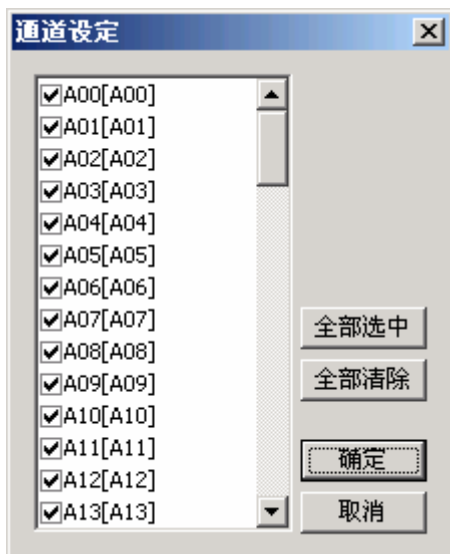 通道设定
A00[A00]
A01[A01]
A02[A02]
A03[A03]
A04[A04]
A05[A05]
A06[A06]
A07[A07]
A08[A08]
A09[A09]
A10[A10]
A11[A11]
A12[A12]
A13[A13]
全部选中
全部清除
确定
取消